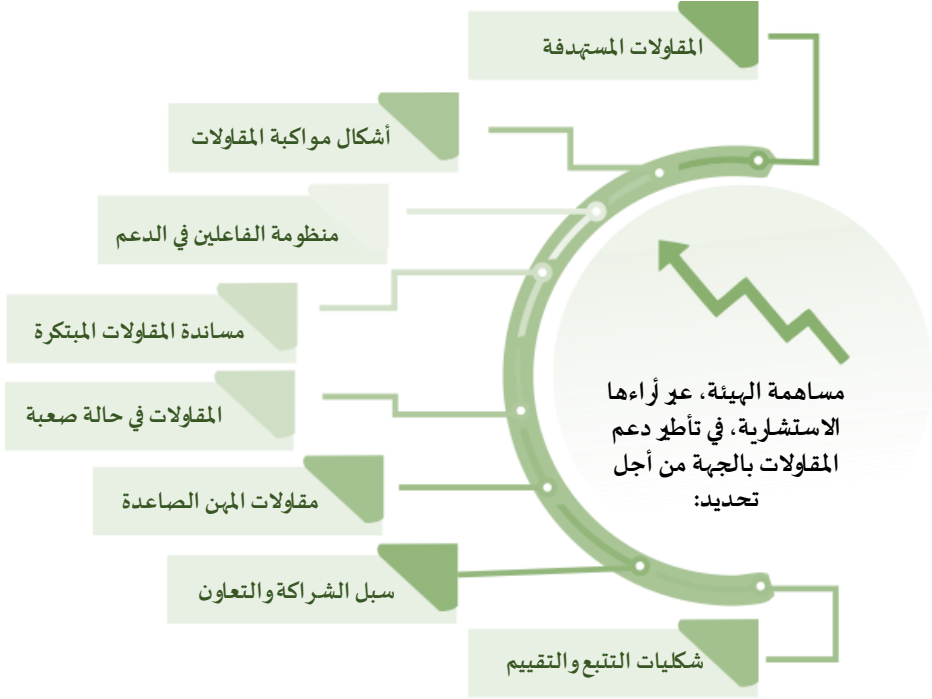 المقاولات المستهدفة
أشكال مواكبة المقاولات
منظومة الفاعلين في الدعم
مساندة المقاولات المبتكرة
المقاولات في حالة صعبة
مقاولات المهن الصاعدة
سبل الشراكة والتعاون
شكليات التتبع والتقييم
مساهمة الهيئة، عبر أراءها
الاستشارية، في تأطير دعم
المقاولات بالجهة من أجل
تحديد: